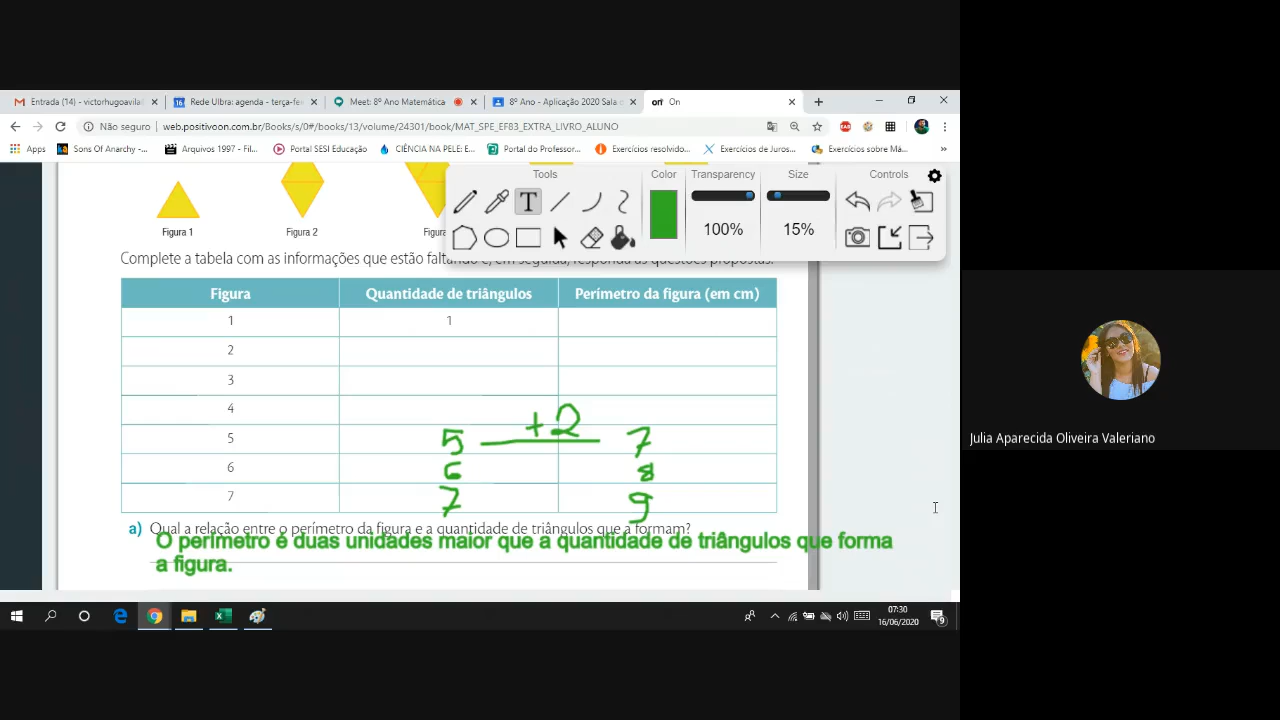 Entrada (14) - victorhugoavila
Rede Ulbra: agenda - terça-fe
Meet: 8º Ano Matemática
8º Ano - Aplicação 2020 Sala
On
Não seguro
web.positivoon.com.br/Books/s/0#/books/13/volume/24301/book/MAT_SPE_EF83_EXTRA_LIVRO_ALUNO
Apps
Sons Of Anarchy -...
Arquivos 1997 - Fil...
Portal SESI Educação
CIÊNCIA NA PELE: E...
Portal do Professor...
Exercícios resolvido...
Exercícios de Juros...
Exercícios sobre Ma...
Tools
Color
Transparency
Size
Controls
T
100%
15%
Figura 1
Figura 2
Figura
Complete a tabela com as informações que estão faltando e, em seguida, responda às questões propostas.
Figura Quantidade de triângulos Perímetro da figura (em cm)
1 1
2
3
4
+2
5 5 7
6 6 8
7 7 9
a) Qual a relação entre o perímetro da figura e a quantidade de triângulos que a formam?
O perímetro é duas unidades maior que a quantidade de triângulos que forma
a figura.
Julia Aparecida Oliveira Valeriano
07:30
16/06/2020
9